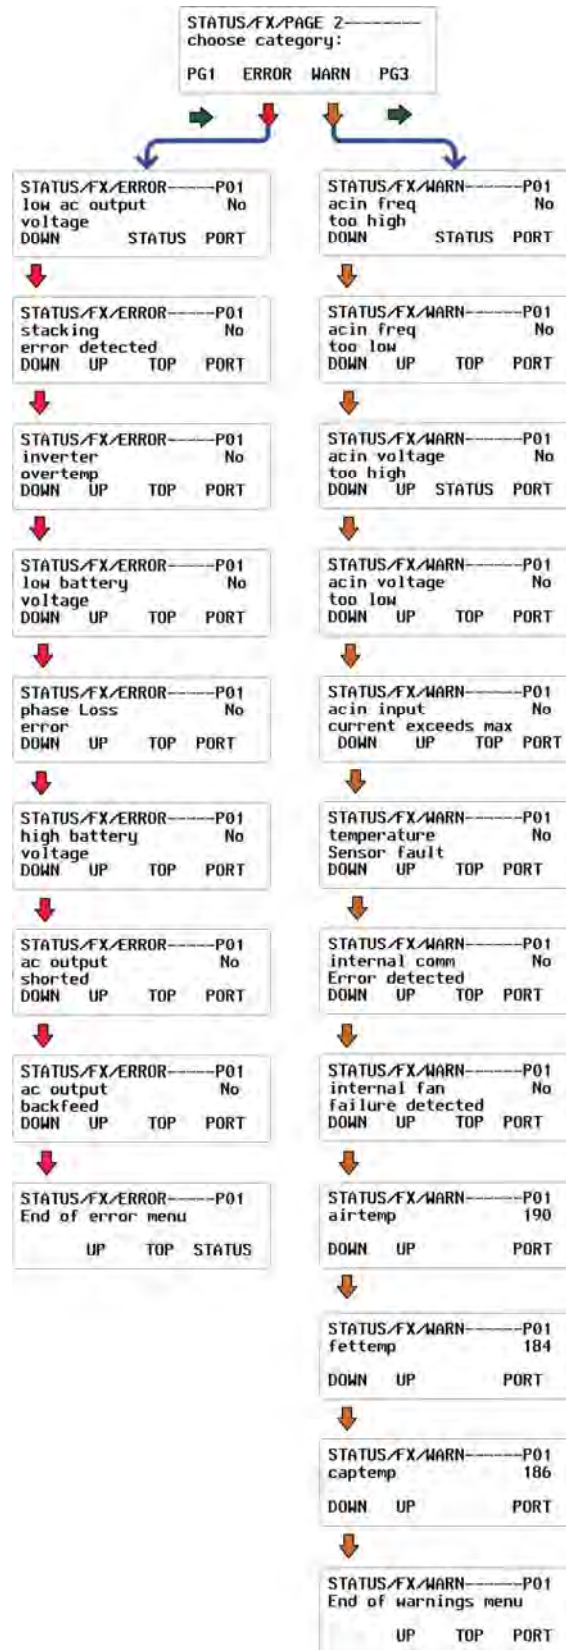 STATUS/FX/PAGE 2--------
choose category:
PG1 ERROR WARN PG3
STATUS/FX/ERROR------P01
low ac output No
voltage
DOWN STATUS PORT
STATUS/FX/ERROR------P01
stacking No
error detected
DOWN UP TOP PORT
STATUS/FX/ERROR------P01
inverter No
overtemp
DOWN UP TOP PORT
STATUS/FX/ERROR------P01
low battery No
voltage
DOWN UP TOP PORT
STATUS/FX/ERROR------P01
phase Loss No
error
DOWN UP TOP PORT
STATUS/FX/ERROR------P01
high battery No
voltage
DOWN UP TOP PORT
STATUS/FX/ERROR------P01
ac output No
shorted
DOWN UP TOP PORT
STATUS/FX/ERROR------P01
ac output No
backfeed
DOWN UP TOP PORT
STATUS/FX/ERROR------P01
End of error menu
UP TOP STATUS
STATUS/FX/WARN-------P01
acin freq No
too high
DOWN STATUS PORT
STATUS/FX/WARN-------P01
acin freq No
too low
DOWN UP TOP PORT
STATUS/FX/WARN-------P01
acin voltage No
too high
DOWN UP STATUS PORT
STATUS/FX/WARN-------P01
acin voltage No
too low
DOWN UP TOP PORT
STATUS/FX/WARN-------P01
acin input No
current exceeds max
DOWN UP TOP PORT
STATUS/FX/WARN-------P01
temperature No
Sensor fault
DOWN UP TOP PORT
STATUS/FX/WARN-------P01
internal comm No
Error detected
DOWN UP TOP PORT
STATUS/FX/WARN-------P01
internal fan No
failure detected
DOWN UP TOP PORT
STATUS/FX/WARN-------P01
airtemp 190
DOWN UP PORT
STATUS/FX/WARN-------P01
fettemp 184
DOWN UP PORT
STATUS/FX/WARN-------P01
captemp 186
DOWN UP PORT
STATUS/FX/WARN-------P01
End of warnings menu
UP TOP PORT